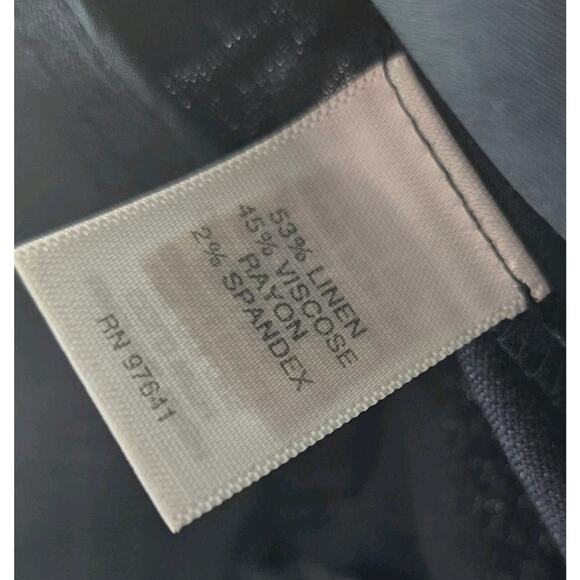 53% LINEN
45% VISCOSE
RAYON
2% SPANDEX
RN 97641